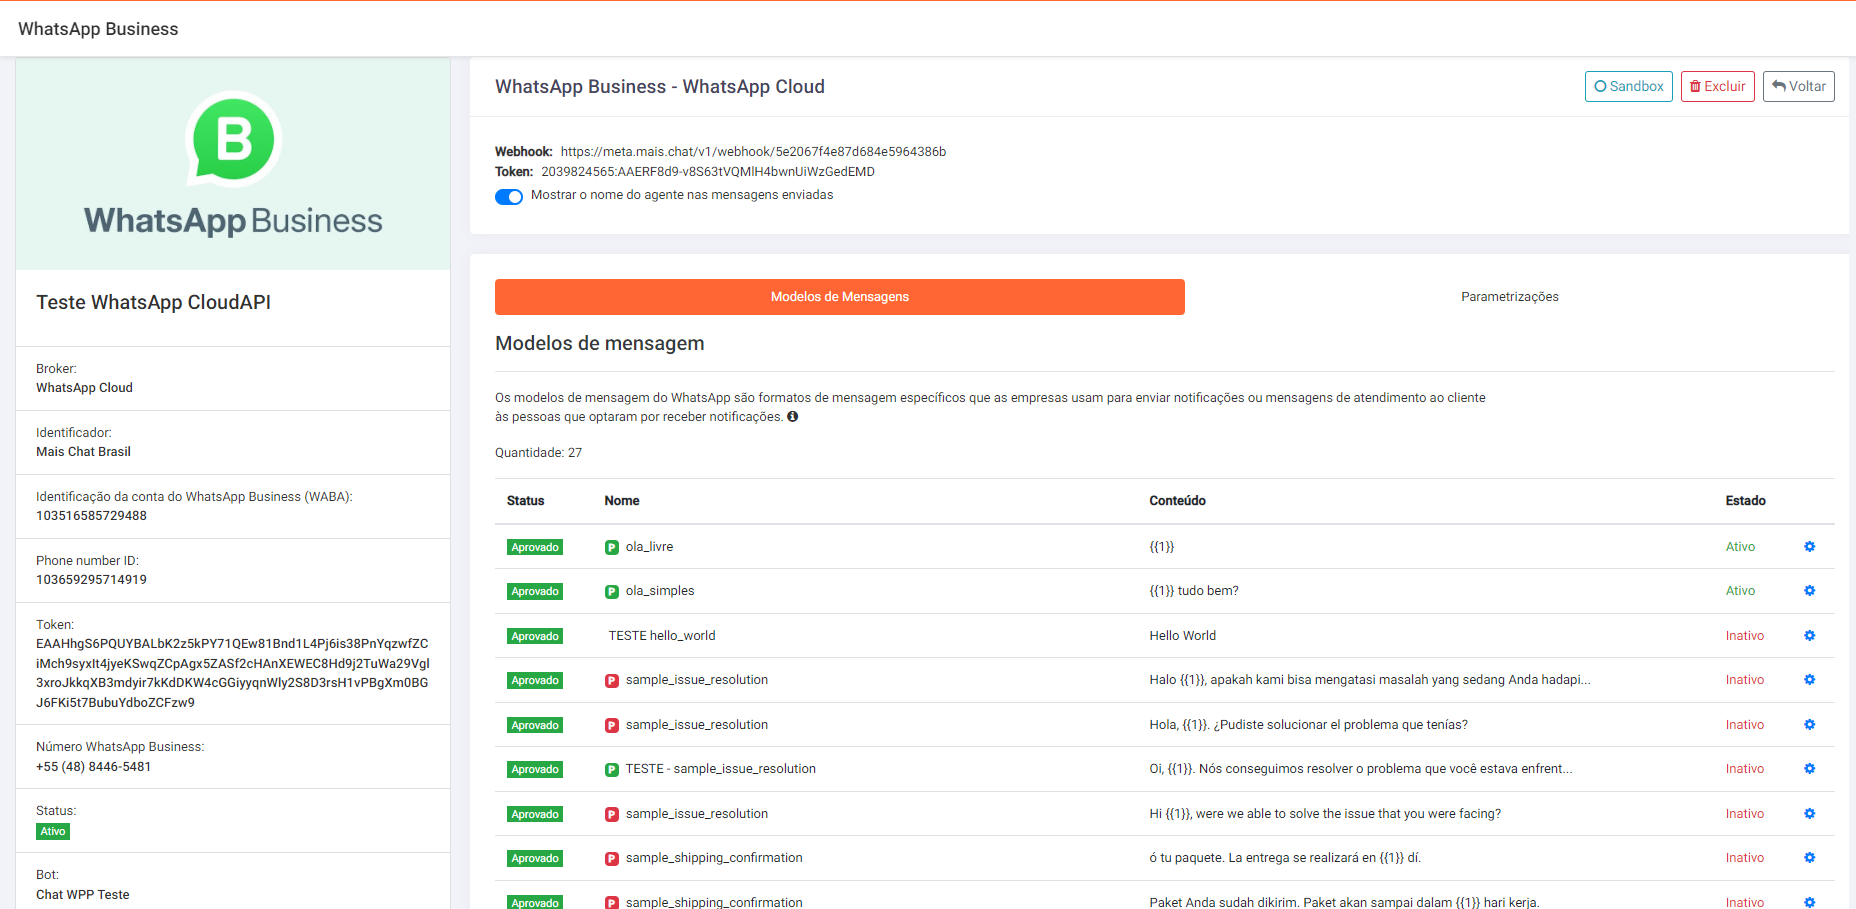 WhatsApp Business
WhatsApp Business
Teste WhatsApp CloudAPI
Broker:
WhatsApp Cloud
Identificador:
Mais Chat Brasil
Identificação da conta do WhatsApp Business (WABA):
103516585729488
Phone number ID:
103659295714919
Token:
EAAHhgS6PQUYBALbK2z5kPY71QEw81Bnd1L4Pj6is38PnYqzwfZC
iMch9syxIt4jyeKSwqZCpAgx5ZASf2cHAnXEWEC8Hd9j2TuWa29Vgl
3xroJkkqXB3mdyir7kKdDKW4cGGiyyqnWly2S8D3rsH1vPBgXm0BG
J6FKi5t7BubuYdboZCFzw9
Número WhatsApp Business:
+55 (48) 8446-5481
Status:
Ativo
Bot:
Chat WPP Teste
WhatsApp Business - WhatsApp Cloud
Sandbox Excluir Voltar
Webhook: https://meta.mais.chat/v1/webhook/5e2067f4e87d684e5964386b
Token: 2039824565:AAERF8d9-v8S63tVQMlH4bwnUiWzGedEMD
Mostrar o nome do agente nas mensagens enviadas
Modelos de Mensagens Parametrizações
Modelos de mensagem
Os modelos de mensagem do WhatsApp são formatos de mensagem específicos que as empresas usam para enviar notificações ou mensagens de atendimento ao cliente
às pessoas que optaram por receber notificações.
Quantidade: 27
Status Nome Conteúdo Estado
Aprovado P ola_livre {{1}} Ativo
Aprovado P ola_simples {{1}} tudo bem? Ativo
Aprovado TESTE hello_world Hello World Inativo
Aprovado P sample_issue_resolution Halo {{1}}, apakah kami bisa mengatasi masalah yang sedang Anda hadapi... Inativo
Aprovado P sample_issue_resolution Hola, {{1}}. ¿Pudiste solucionar el problema que tenías? Inativo
Aprovado P TESTE - sample_issue_resolution Oi, {{1}}. Nós conseguimos resolver o problema que você estava enfrent... Inativo
Aprovado P sample_issue_resolution Hi {{1}}, were we able to solve the issue that you were facing? Inativo
Aprovado P sample_shipping_confirmation ó tu paquete. La entrega se realizará en {{1}} dí. Inativo
Aprovado P sample_shipping_confirmation Paket Anda sudah dikirim. Paket akan sampai dalam {{1}} hari kerja. Inativo